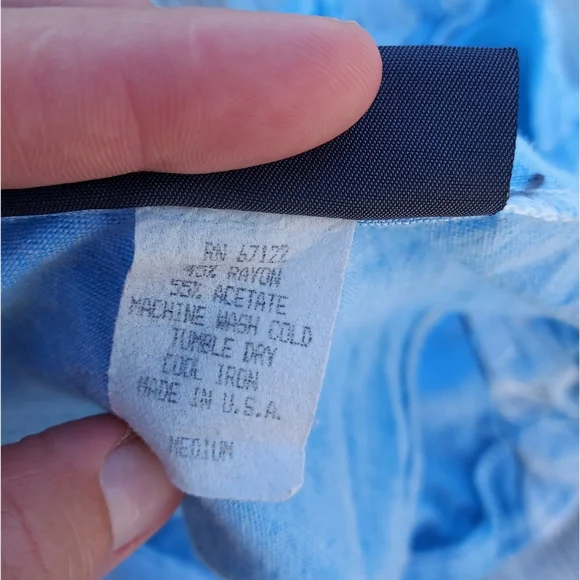 RN 67122
45% RAYON
55% ACETATE
MACHINE WASH COLD
TUMBLE DRY
COOL IRON
MADE IN U.S.A.
MEDIUM